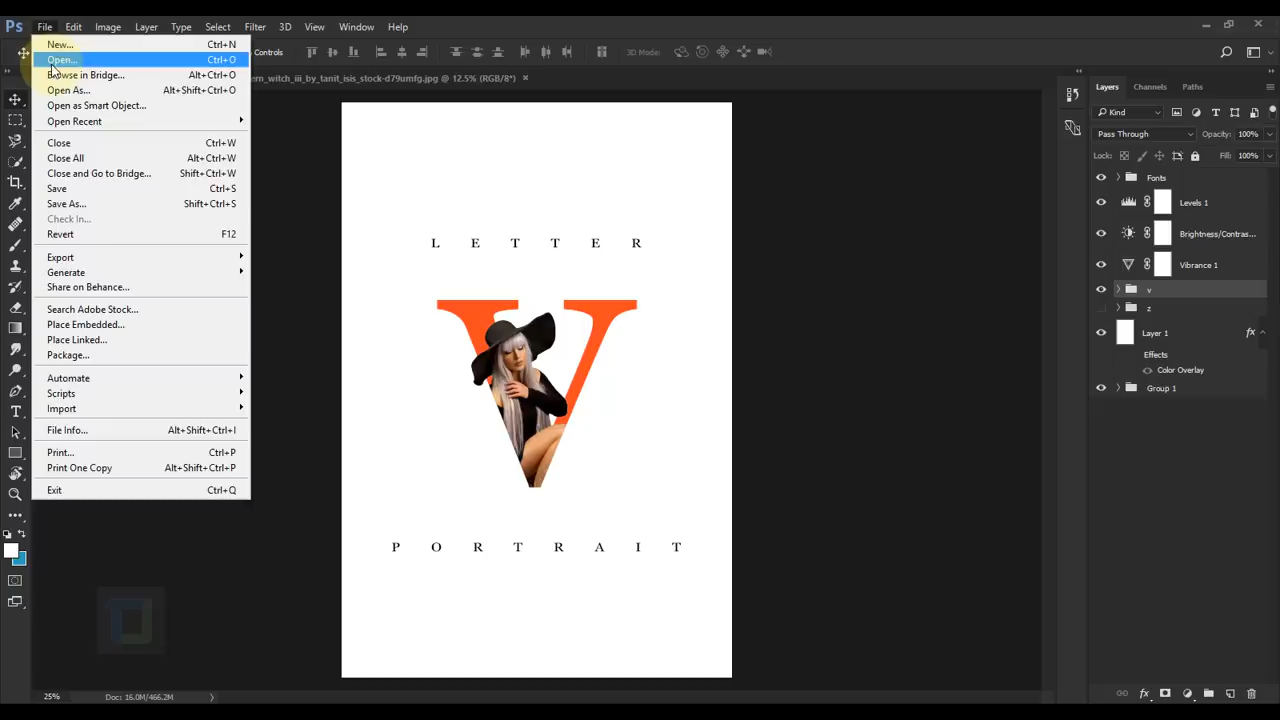 Ps File Edit Image Layer Type Select Filter 3D View Window Help
New... Ctrl+N
Open... Ctrl+O
Browse in Bridge... Alt+Ctrl+O
Open As... Alt+Shift+Ctrl+O
Open as Smart Object...
Open Recent
Close Ctrl+W
Close All Alt+Ctrl+W
Close and Go to Bridge... Shift+Ctrl+W
Save Ctrl+S
Save As... Shift+Ctrl+S
Check In...
Revert F12
Export
Generate
Share on Behance...
Search Adobe Stock...
Place Embedded...
Place Linked...
Package...
Automate
Scripts
Import
File Info... Alt+Shift+Ctrl+I
Print... Ctrl+P
Print One Copy Alt+Shift+Ctrl+P
Exit Ctrl+Q
Controls
3D Mode:
em_witch_iii_by_tanit_isis_stock-d79umfg.jpg @ 12.5% (RGB/8*) ×
L E T T E R
V
P O R T R A I T
Layers Channels Paths
Kind
Pass Through Opacity: 100%
Lock: Fill: 100%
Fonts
Levels 1
Brightness/Contras...
Vibrance 1
v
z
Layer 1 fx
Effects
Color Overlay
Group 1
fx
25% Doc: 16.0M/466.2M